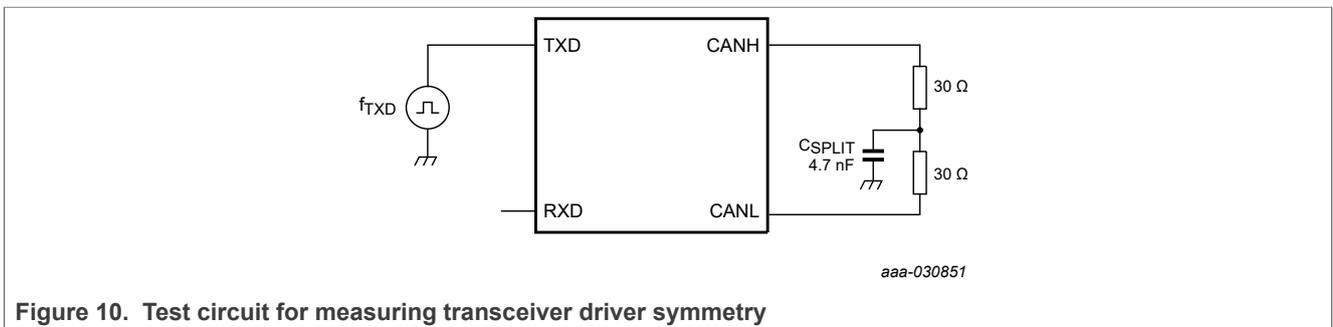 TXD
CANH
30 Ω
fTXD
CSPLIT
4.7 nF
30 Ω
RXD
CANL
aaa-030851
Figure 10. Test circuit for measuring transceiver driver symmetry